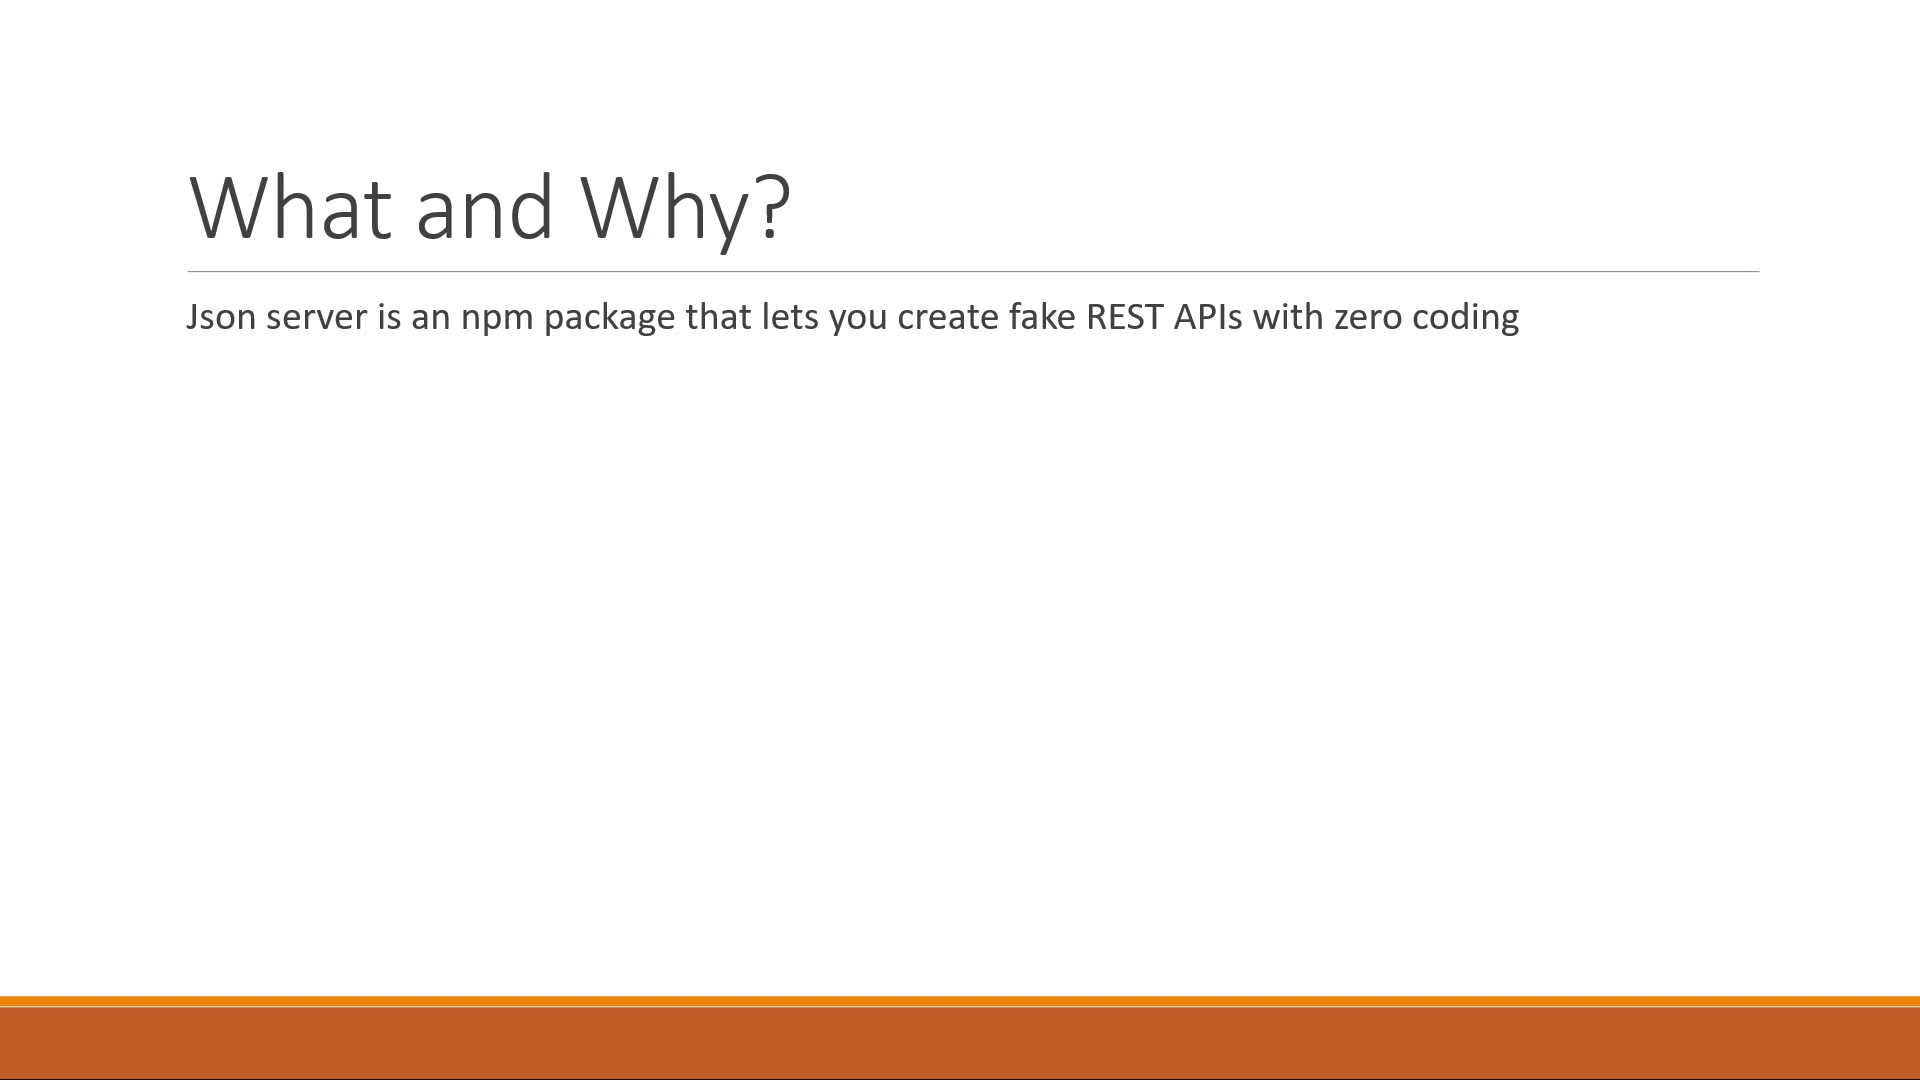 What and Why?
Json server is an npm package that lets you create fake REST APIs with zero coding